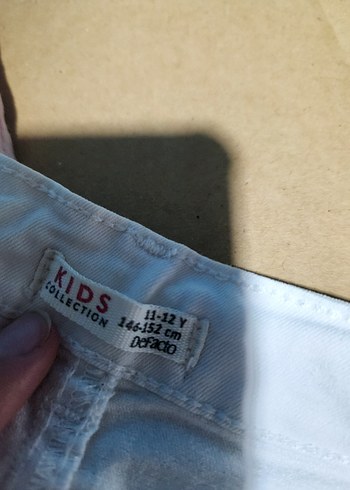 KIDS
COLLECTION
11-12 Y
146-152 cm
DeFacto